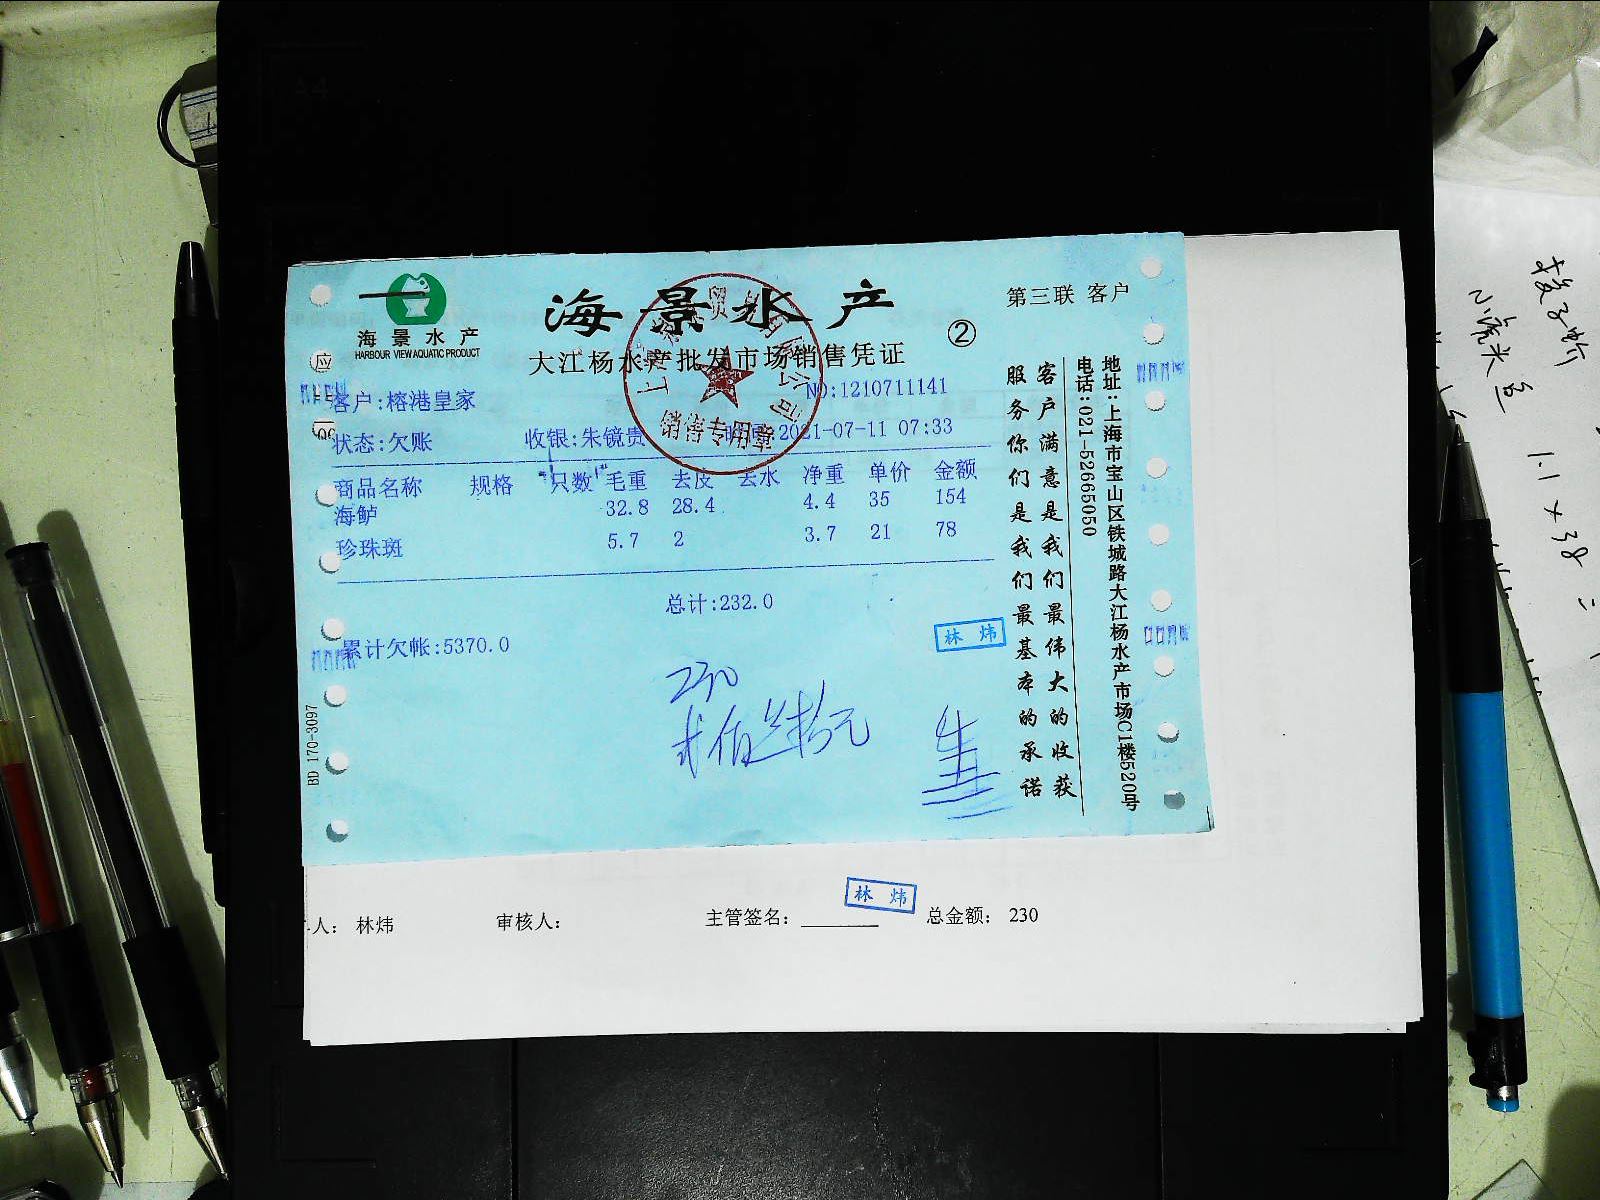 海景水产
HARBOUR VIEW AQUATIC PRODUCT
海景水产
第三联 客户
②
大江杨水产批发市场销售凭证
应
客户:榕港皇家
NO:1210711141
状态:欠账 收银:朱镜贵 2021-07-11 07:33
商品名称 规格 只数 毛重 去皮 去水 净重 单价 金额
海鲈 32.8 28.4 4.4 35 154
珍珠斑 5.7 2 3.7 21 78
总计:232.0
累计欠帐:5370.0
林炜
230
BD 170-3097
销售专用章
客户满意是我们最伟大的收获
服务你们是我们最基本的承诺
地址:上海市宝山区铁城路大江杨水产市场C1楼520号
电话:021-52665050
人: 林炜 审核人: 主管签名: 林炜 总金额: 230
1.1 x 38 =